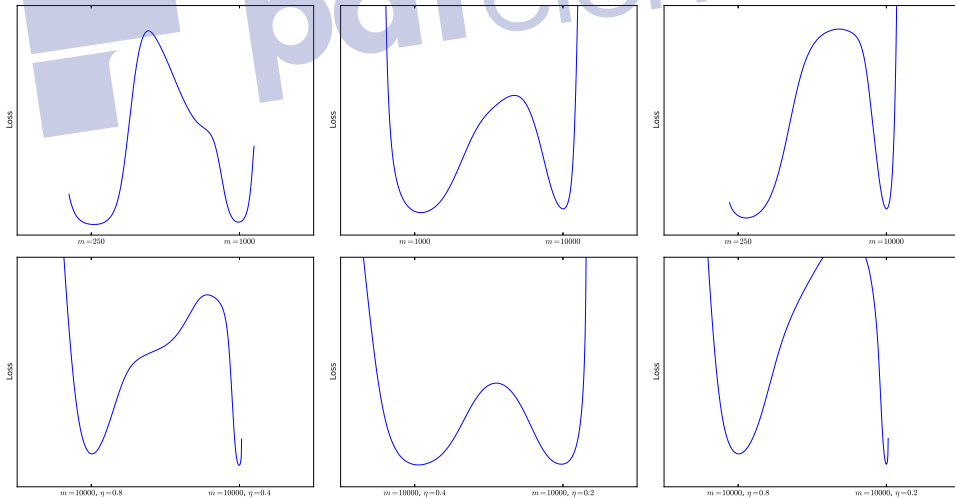 Loss
m =250
m =1000
Loss
m =1000
m =10000
Loss
m =250
m =10000
Loss
m =10000, η =0.8
m =10000, η =0.4
Loss
m =10000, η =0.4
m =10000, η =0.2
Loss
m =10000, η =0.8
m =10000, η =0.2